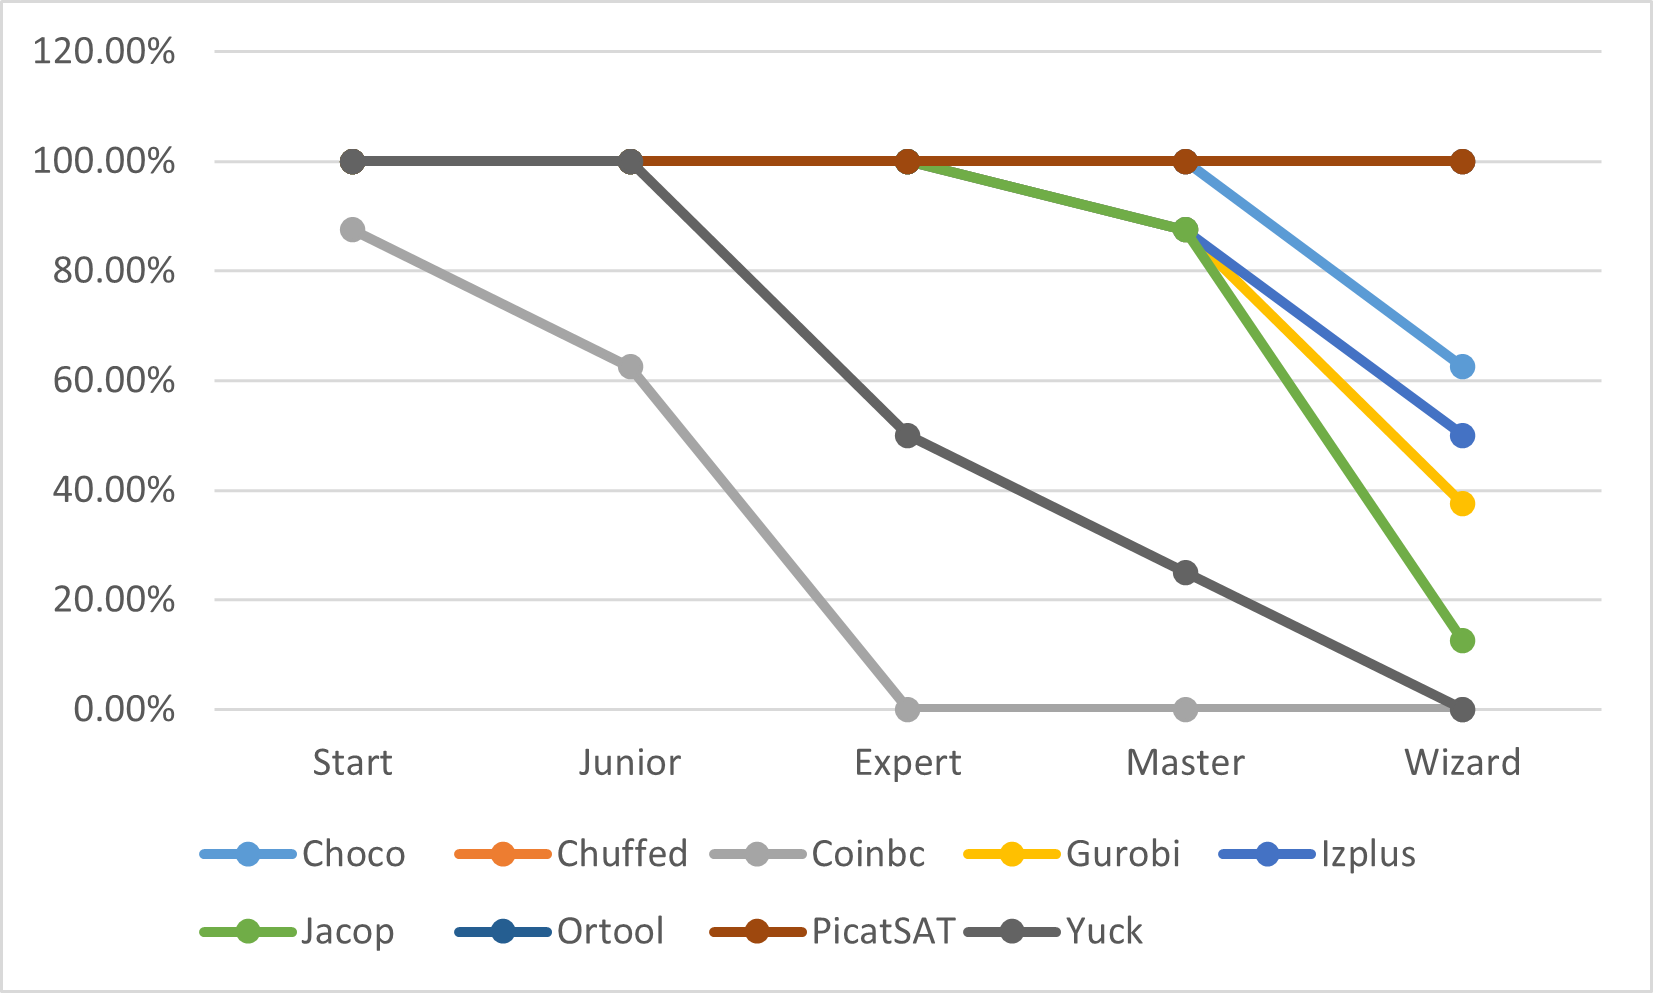 120.00%
100.00%
80.00%
60.00%
40.00%
20.00%
0.00%
Start Junior Expert Master Wizard
Choco Chuffed Coinbc Gurobi Izplus
Jacop Ortool PicatSAT Yuck